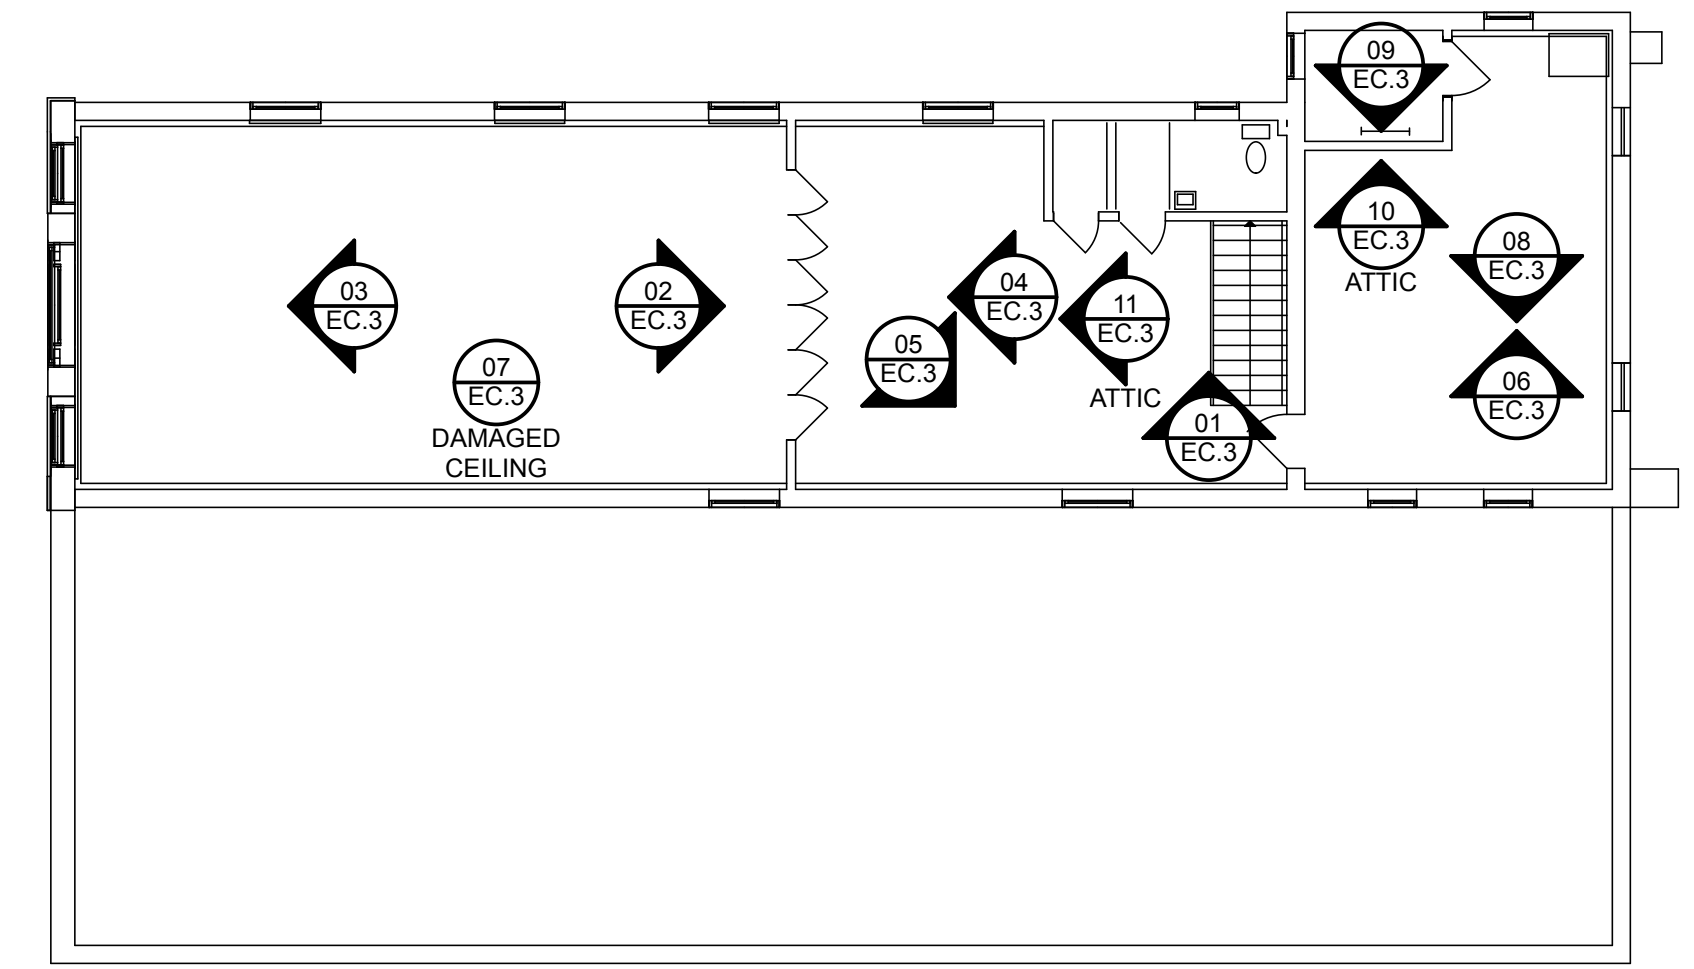 09
EC.3
10
EC.3
ATTIC
08
EC.3
03
EC.3
02
EC.3
04
EC.3
11
EC.3
ATTIC
05
EC.3
07
EC.3
DAMAGED
CEILING
01
EC.3
06
EC.3